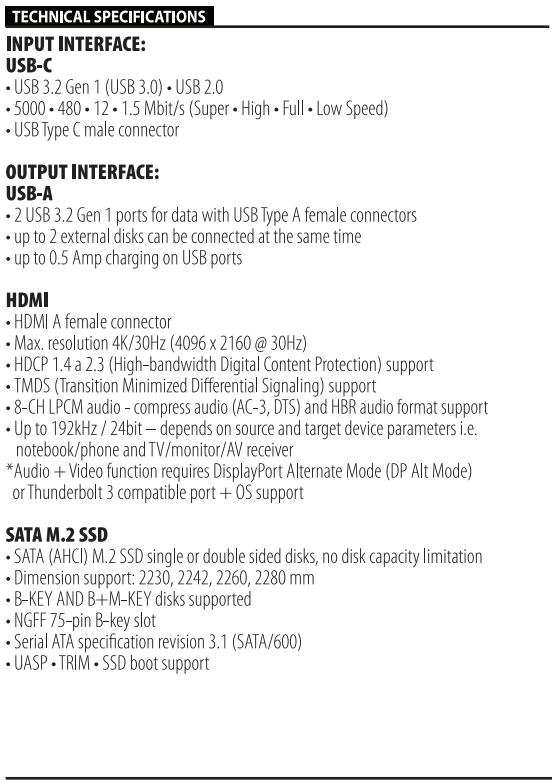 TECHNICAL SPECIFICATIONS
INPUT INTERFACE:
USB-C
• USB 3.2 Gen 1 (USB 3.0) • USB 2.0
• 5000 • 480 • 12 • 1.5 Mbit/s (Super • High • Full • Low Speed)
• USB Type C male connector
OUTPUT INTERFACE:
USB-A
• 2 USB 3.2 Gen 1 ports for data with USB Type A female connectors
• up to 2 external disks can be connected at the same time
• up to 0.5 Amp charging on USB ports
HDMI
• HDMI A female connector
• Max. resolution 4K/30Hz (4096 x 2160 @ 30Hz)
• HDCP 1.4 a 2.3 (High-bandwidth Digital Content Protection) support
• TMDS (Transition Minimized Differential Signaling) support
• 8-CH LPCM audio - compress audio (AC-3, DTS) and HBR audio format support
• Up to 192kHz / 24bit – depends on source and target device parameters i.e.
notebook/phone and TV/monitor/AV receiver
*Audio + Video function requires DisplayPort Alternate Mode (DP Alt Mode)
or Thunderbolt 3 compatible port + OS support
SATA M.2 SSD
• SATA (AHCI) M.2 SSD single or double sided disks, no disk capacity limitation
• Dimension support: 2230, 2242, 2260, 2280 mm
• B-KEY AND B+M-KEY disks supported
• NGFF 75-pin B-key slot
• Serial ATA specification revision 3.1 (SATA/600)
• UASP • TRIM • SSD boot support